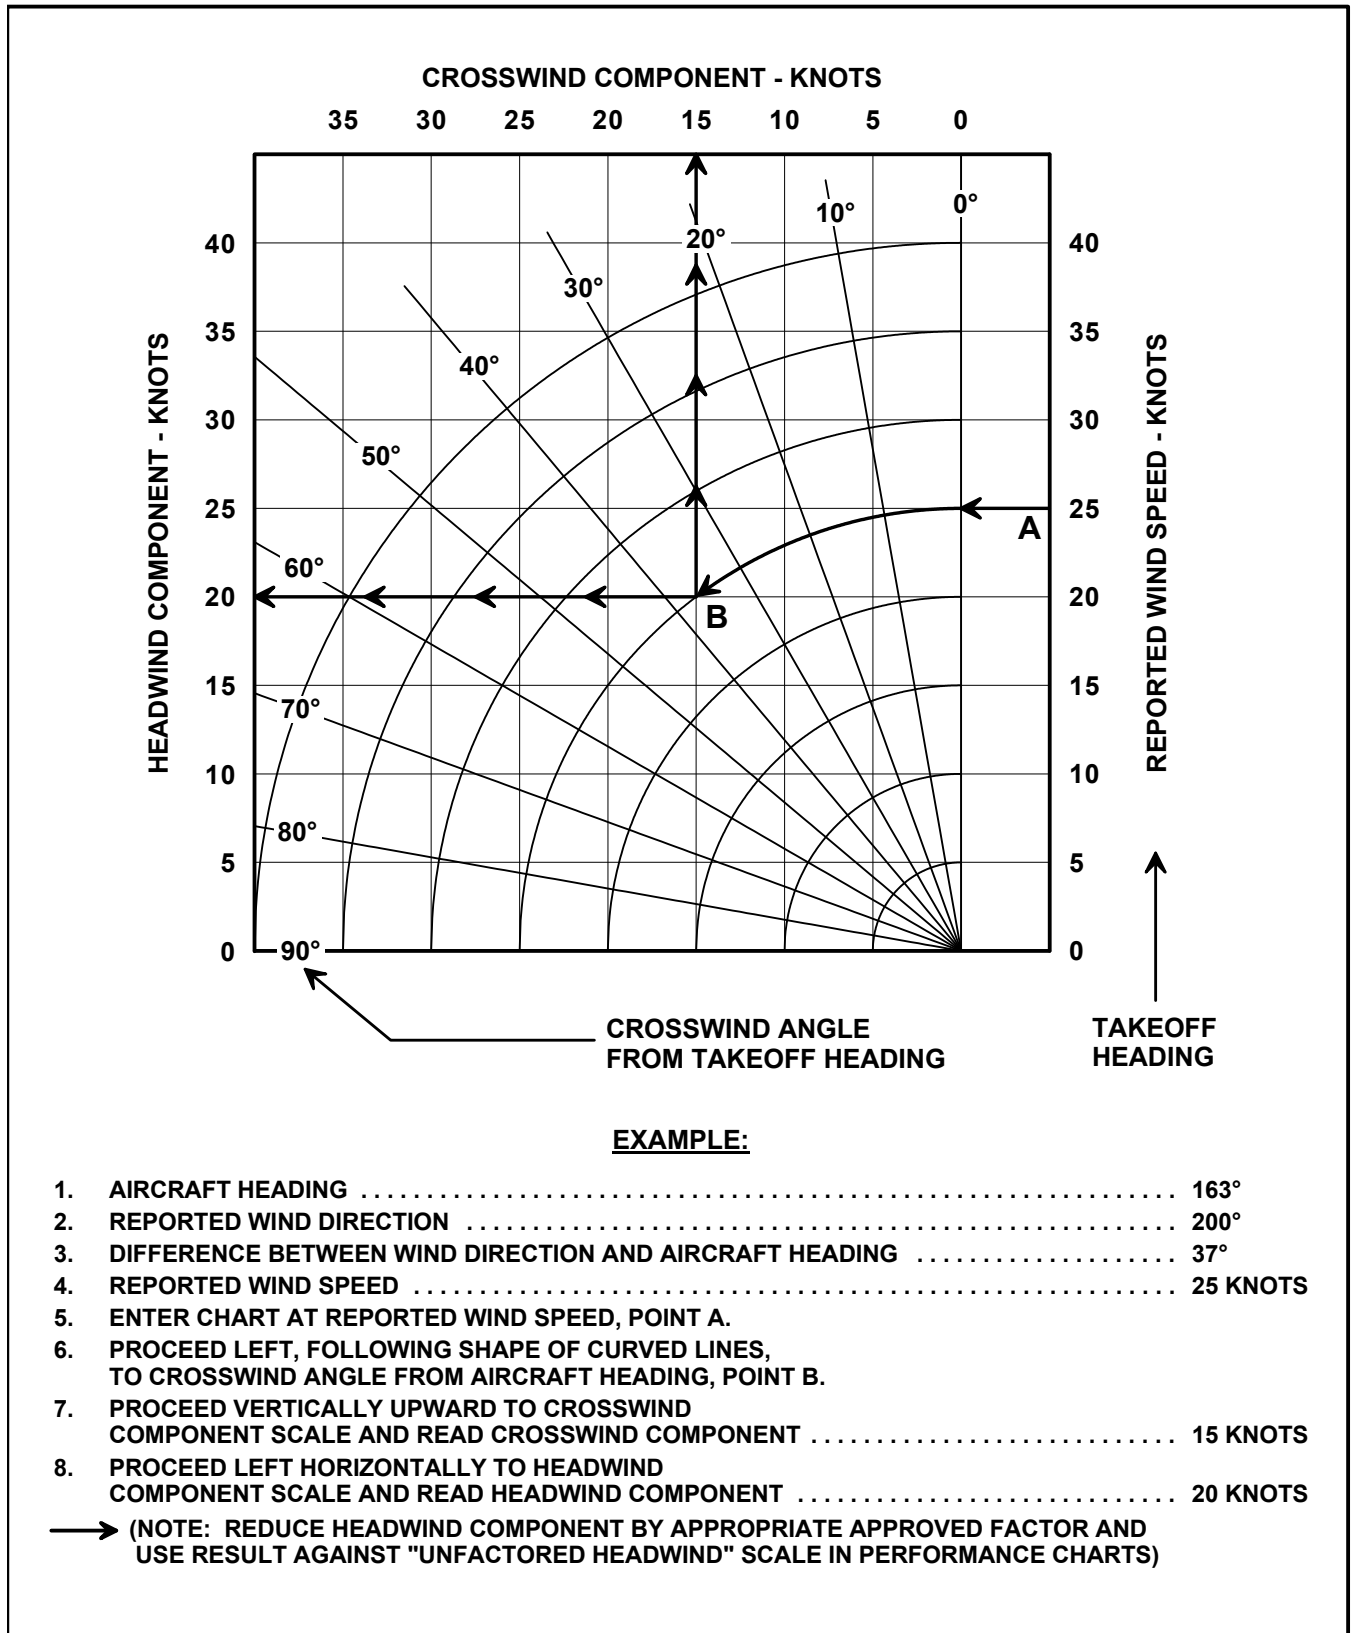 CROSSWIND COMPONENT - KNOTS
35 30 25 20 15 10 5 0
0°
10°
20°
30°
40°
50°
60°
70°
80°
90°
HEADWIND COMPONENT - KNOTS
40
35
30
25
20
15
10
5
0
REPORTED WIND SPEED - KNOTS
40
35
30
25
20
15
10
5
0
A
B
CROSSWIND ANGLE
FROM TAKEOFF HEADING
TAKEOFF
HEADING
EXAMPLE:
1. AIRCRAFT HEADING . . . . . . . . . . . . . . . . . . . . . . . . . . . . . . 163°
2. REPORTED WIND DIRECTION . . . . . . . . . . . . . . . . . . . . . . . . . . 200°
3. DIFFERENCE BETWEEN WIND DIRECTION AND AIRCRAFT HEADING . . . . . . . . . . . . 37°
4. REPORTED WIND SPEED . . . . . . . . . . . . . . . . . . . . . . . . . . . . 25 KNOTS
5. ENTER CHART AT REPORTED WIND SPEED, POINT A.
6. PROCEED LEFT, FOLLOWING SHAPE OF CURVED LINES,
TO CROSSWIND ANGLE FROM AIRCRAFT HEADING, POINT B.
7. PROCEED VERTICALLY UPWARD TO CROSSWIND
COMPONENT SCALE AND READ CROSSWIND COMPONENT . . . . . . . . . . . . . . . . 15 KNOTS
8. PROCEED LEFT HORIZONTALLY TO HEADWIND
COMPONENT SCALE AND READ HEADWIND COMPONENT . . . . . . . . . . . . . . . . 20 KNOTS
(NOTE: REDUCE HEADWIND COMPONENT BY APPROPRIATE APPROVED FACTOR AND
USE RESULT AGAINST "UNFACTORED HEADWIND" SCALE IN PERFORMANCE CHARTS)